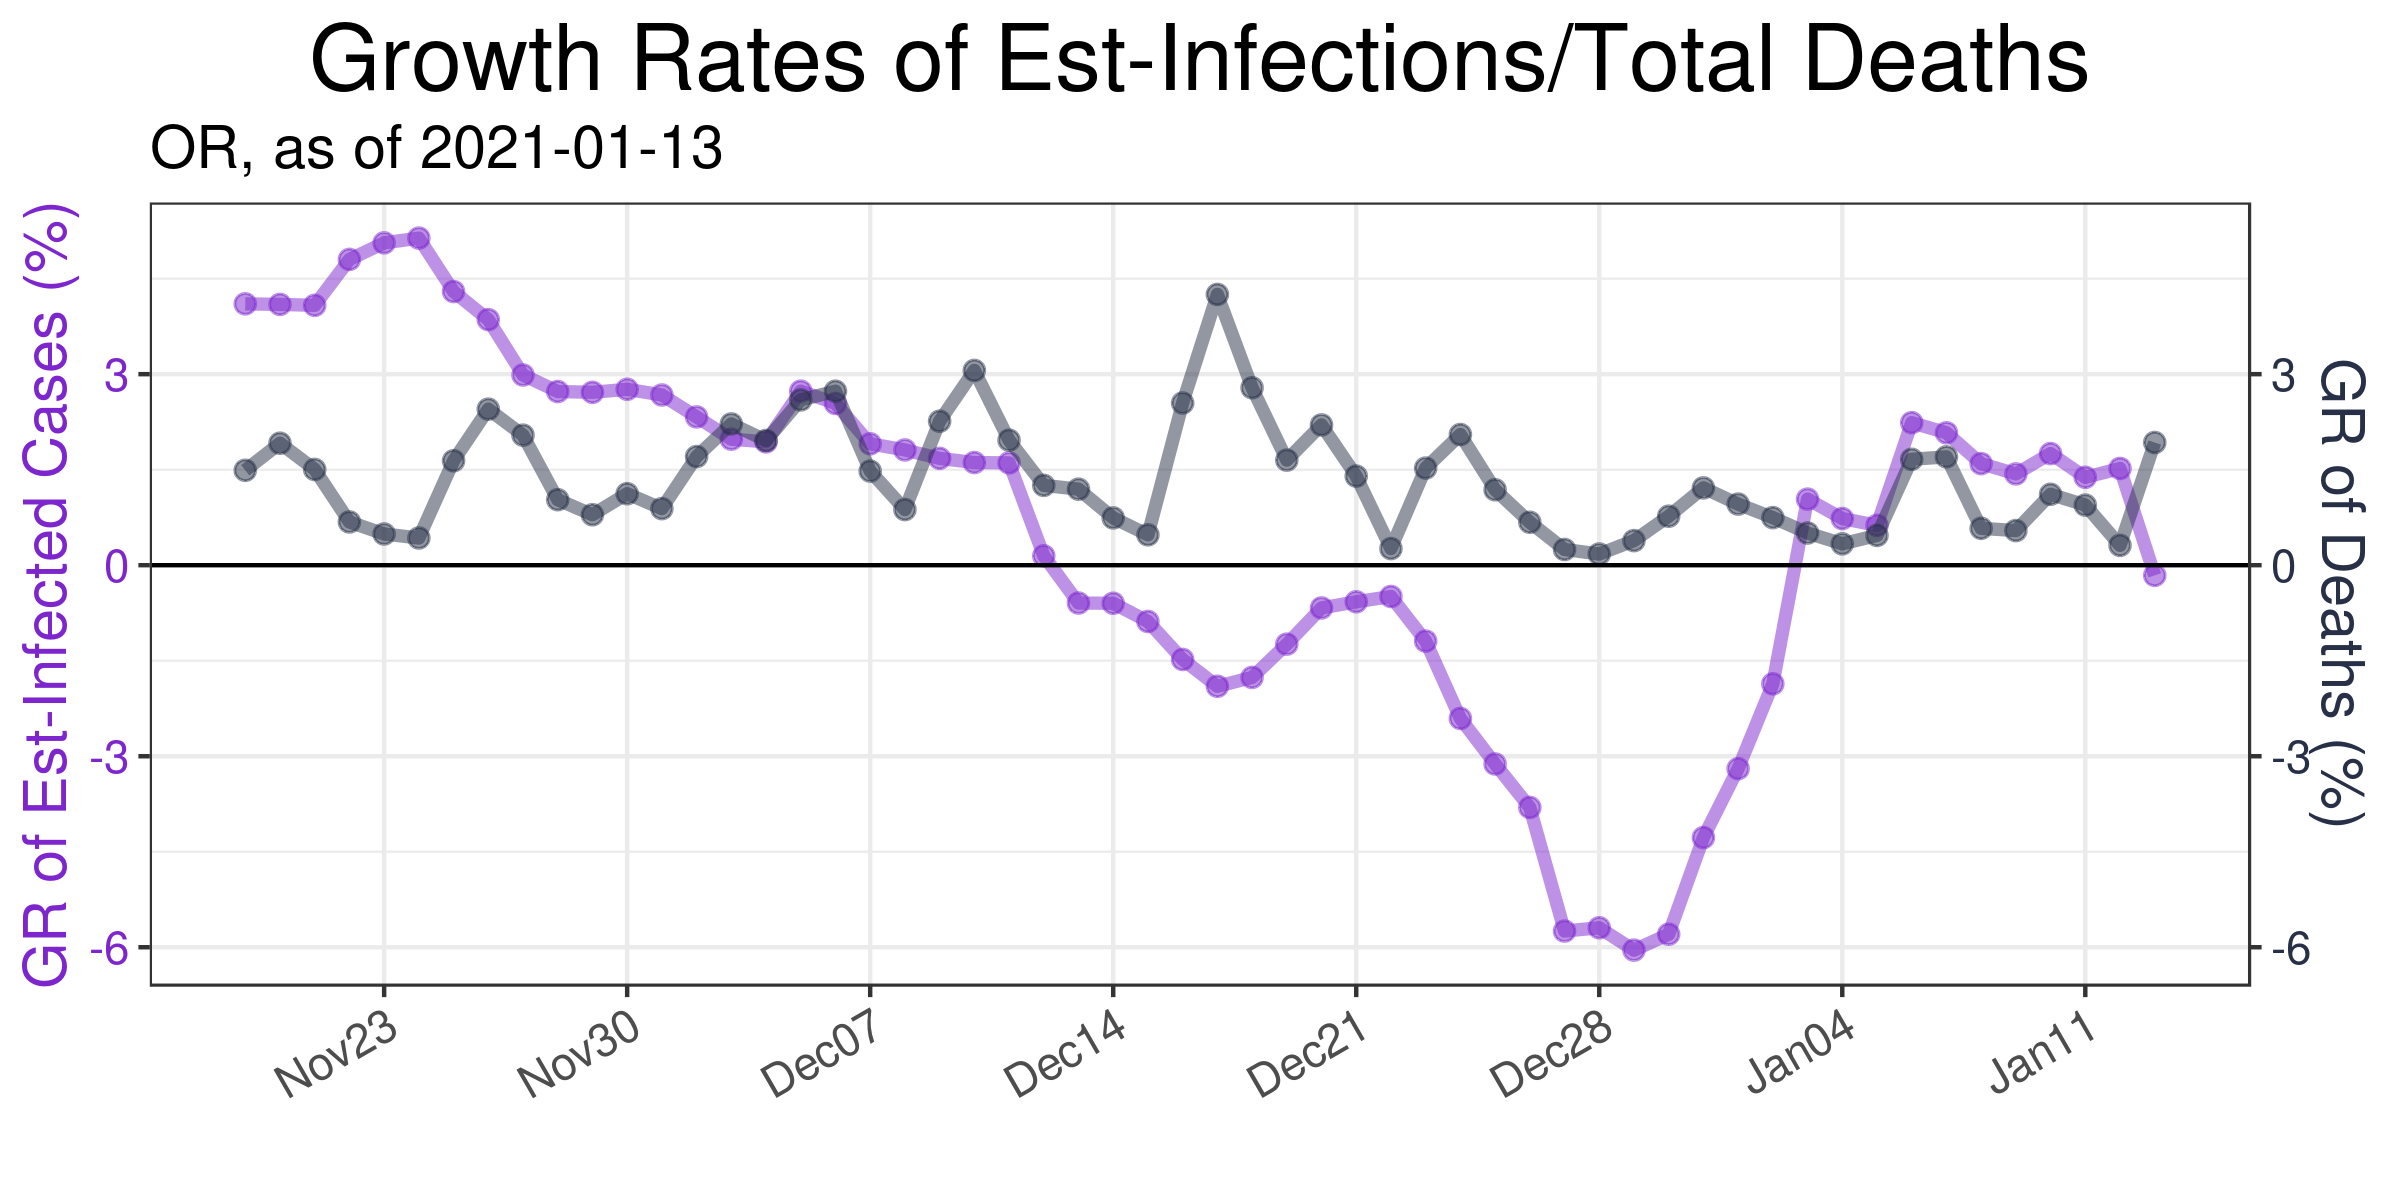 Growth Rates of Est-Infections/Total Deaths
OR, as of 2021-01-13
GR of Est-Infected Cases (%)
3
0
-3
-6
3
0
-3
-6
GR of Deaths (%)
Nov23
Nov30
Dec07
Dec14
Dec21
Dec28
Jan04
Jan11